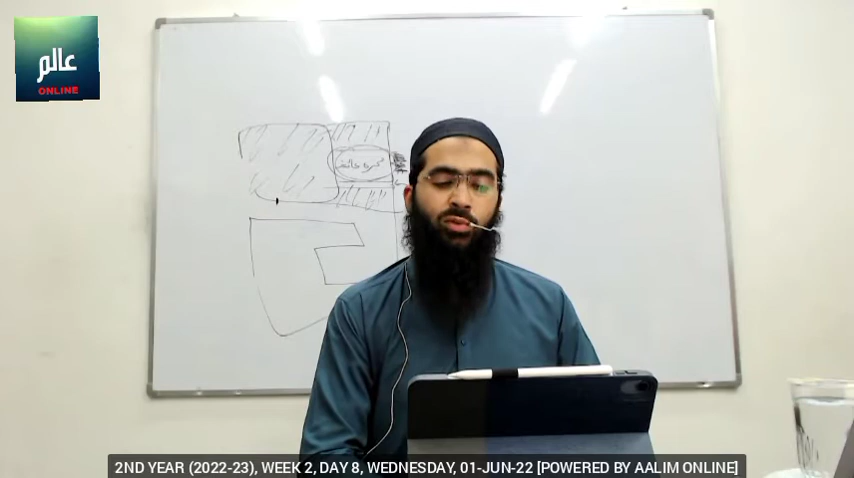 عالم
ONLINE
2ND YEAR (2022-23), WEEK 2, DAY 8, WEDNESDAY, 01-JUN-22 [POWERED BY AALIM ONLINE]